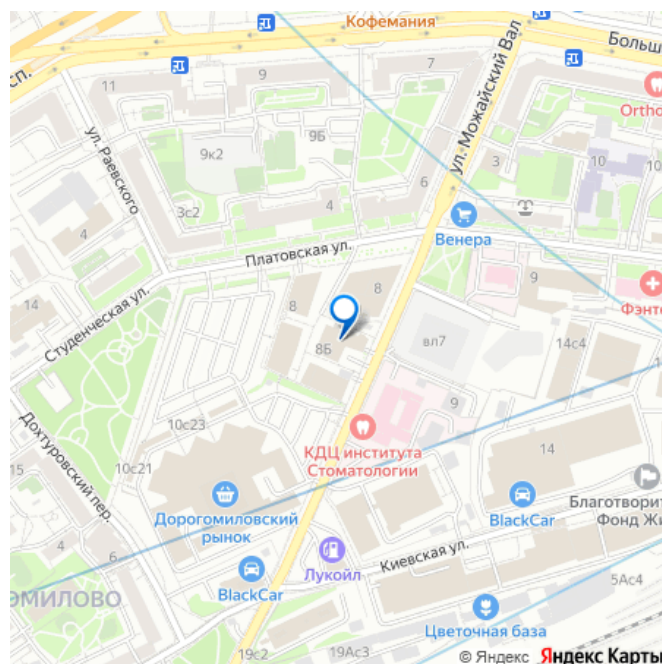 Кофемания
Больш
сп.
11
9
7
ул. Можайский Вал
Ortho
9Б
9к2
ул. Раевского
6
3
10
10
3с2
4
4
Венера
Платовская ул.
8
9
Фэнте
14
Студенческая ул.
8
8Б
вл7
14с4
9
10с23
КДЦ института
Стоматологии
10с21
14
15
Дохтуровский пер.
Дорогомиловский
рынок
BlackCar
Благотворит
Фонд Жи
4
6
Лукойл
Киевская ул.
BlackCar
5Ас4
ЭМИЛОВО
Цветочная база
19с2
19Ас3
© Яндекс Яндекс Карты